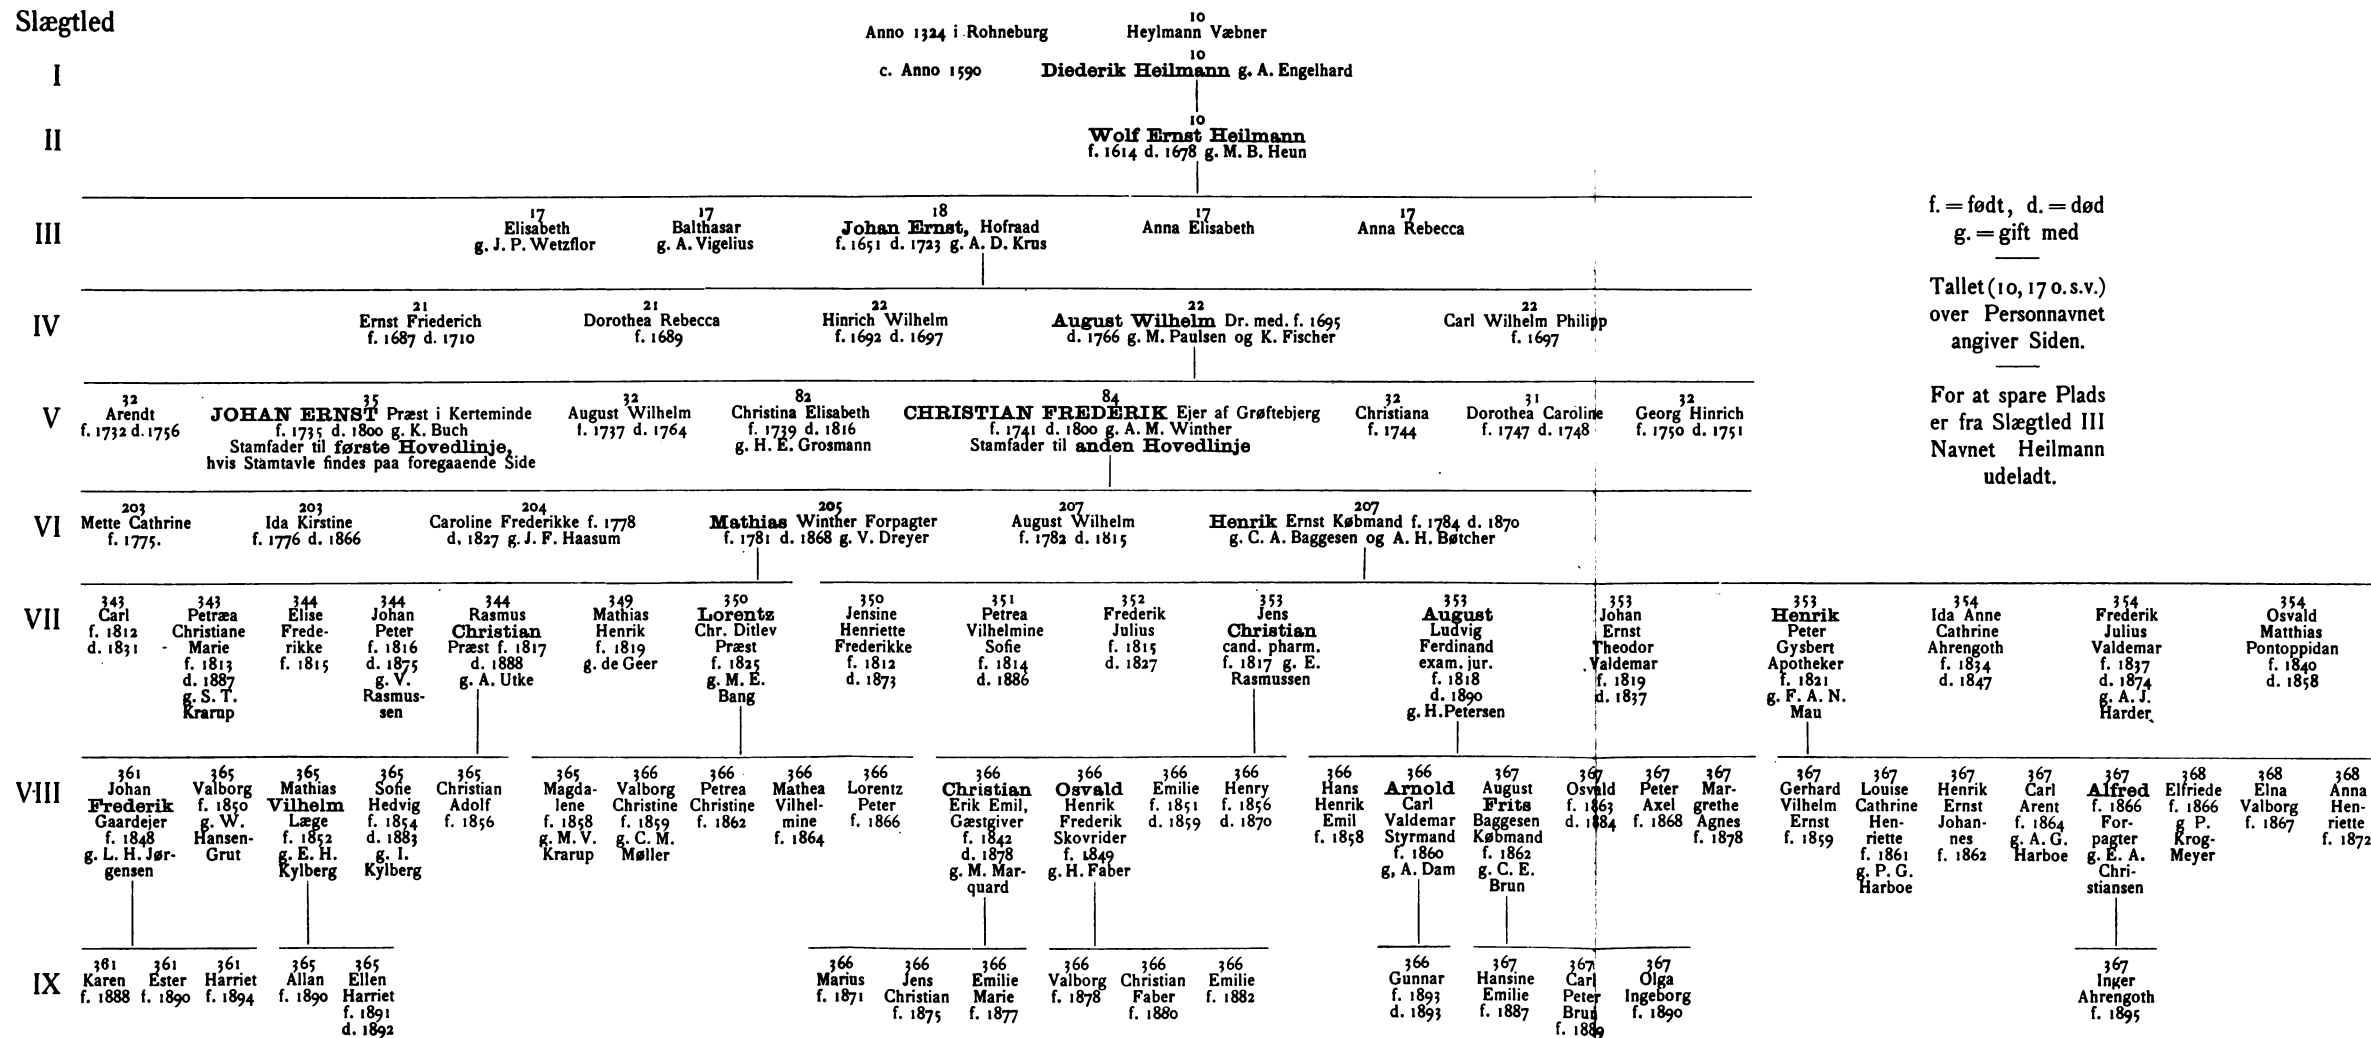 Slægtled
10
Anno 1324 i Rohneburg Heylmann Væbner
I
10
c. Anno 1590 Diederik Heilmann g. A. Engelhard
II
10
Wolf Ernst Heilmann
f. 1614 d. 1678 g. M. B. Heun
III
17
Elisabeth
g. J. P. Wetzflor
17
Balthasar
g. A. Vigelius
18
Johan Ernst, Hofraad
f. 1651 d. 1723 g. A. D. Krus
17
Anna Elisabeth
17
Anna Rebecca
f. = født, d. = død
g. = gift med
Tallet (10, 17 o.s.v.)
over Personnavnet
angiver Siden.
For at spare Plads
er fra Slægtled III
Navnet Heilmann
udeladt.
IV
21
Ernst Friederich
f. 1687 d. 1710
21
Dorothea Rebecca
f. 1689
22
Hinrich Wilhelm
f. 1692 d. 1697
22
August Wilhelm Dr. med. f. 1695
d. 1766 g. M. Paulsen og K. Fischer
22
Carl Wilhelm Philipp
f. 1697
V
32
Arendt
f. 1732 d. 1756
35
JOHAN ERNST Præst i Kerteminde
f. 1735 d. 1800 g. K. Buch
Stamfader til første Hovedlinje,
hvis Stamtavle findes paa foregaaende Side
32
August Wilhelm
f. 1737 d. 1764
82
Christina Elisabeth
f. 1739 d. 1816
g. H. E. Grosmann
84
CHRISTIAN FREDERIK Ejer af Grøftebjerg
f. 1741 d. 1800 g. A. M. Winther
Stamfader til anden Hovedlinje
32
Christiana
f. 1744
31
Dorothea Caroline
f. 1747 d. 1748
32
Georg Hinrich
f. 1750 d. 1751
VI
203
Mette Cathrine
f. 1775.
203
Ida Kirstine
f. 1776 d. 1866
204
Caroline Frederikke f. 1778
d. 1827 g. J. F. Haasum
205
Mathias Winther Forpagter
f. 1781 d. 1868 g. V. Dreyer
207
August Wilhelm
f. 1782 d. 1815
207
Henrik Ernst Købmand f. 1784 d. 1870
g. C. A. Baggesen og A. H. Bøtcher
VII
343
Carl
f. 1812
d. 1831
343
Petræa
Christiane
Marie
f. 1813
d. 1887
g. S. T.
Krarup
344
Elise
Frede-
rikke
f. 1815
344
Johan
Peter
f. 1816
d. 1875
g. V.
Rasmus-
sen
344
Rasmus
Christian
Præst f. 1817
d. 1888
g. A. Utke
349
Mathias
Henrik
f. 1819
g. de Geer
350
Lorentz
Chr. Ditlev
Præst
f. 1825
g. M. E.
Bang
350
Jensine
Henriette
Frederikke
f. 1812
d. 1873
351
Petrea
Vilhelmine
Sofie
f. 1814
d. 1886
352
Frederik
Julius
f. 1815
d. 1827
353
Jens
Christian
cand. pharm.
f. 1817 g. E.
Rasmussen
353
August
Ludvig
Ferdinand
exam. jur.
f. 1818
d. 1890
g. H. Petersen
353
Johan
Ernst
Theodor
Valdemar
f. 1819
d. 1837
353
Henrik
Peter
Gysbert
Apotheker
f. 1821
g. F. A. N.
Mau
354
Ida Anne
Cathrine
Ahrengoth
f. 1834
d. 1847
354
Frederik
Julius
Valdemar
f. 1837
d. 1874
g. A. J.
Harder
354
Osvald
Matthias
Pontoppidan
f. 1840
d. 1858
VIII
361
Johan
Frederik
Gaardejer
f. 1848
g. L. H. Jør-
gensen
365
Valborg
f. 1850
g. W.
Hansen-
Grut
365
Mathias
Vilhelm
Læge
f. 1852
g. E. H.
Kylberg
365
Sofie
Hedvig
f. 1854
d. 1883
g. I.
Kylberg
365
Christian
Adolf
f. 1856
365
Magda-
lene
f. 1858
g. M. V.
Krarup
366
Valborg
Christine
f. 1859
g. C. M.
Møller
366
Petrea
Christine
f. 1862
366
Mathea
Vilhel-
mine
f. 1864
366
Lorentz
Peter
f. 1866
366
Christian
Erik Emil,
Gæstgiver
f. 1842
d. 1878
g. M. Mar-
quard
366
Osvald
Henrik
Frederik
Skovrider
f. 1849
g. H. Faber
366
Emilie
f. 1851
d. 1859
366
Henry
f. 1856
d. 1870
366
Hans
Henrik
Emil
f. 1858
366
Arnold
Carl
Valdemar
Styrmand
f. 1860
g, A. Dam
367
August
Frits
Baggesen
Købmand
f. 1862
g. C. E.
Brun
367
Osvald
f. 1863
d. 1884
367
Peter
Axel
f. 1868
367
Mar-
grethe
Agnes
f. 1878
367
Gerhard
Vilhelm
Ernst
f. 1859
367
Louise
Cathrine
Hen-
riette
f. 1861
g. P. G.
Harboe
367
Henrik
Ernst
Johan-
nes
f. 1862
367
Carl
Arent
f. 1864
g. A. G.
Harboe
367
Alfred
f. 1866
For-
pagter
g. E. A.
Chri-
stiansen
368
Elfriede
f. 1866
g P.
Krog-
Meyer
368
Elna
Valborg
f. 1867
368
Anna
Hen-
riette
f. 1872
IX
361
Karen
f. 1888
361
Ester
f. 1890
361
Harriet
f. 1894
365
Allan
f. 1890
365
Ellen
Harriet
f. 1891
d. 1892
366
Marius
f. 1871
366
Jens
Christian
f. 1875
366
Emilie
Marie
f. 1877
366
Valborg
f. 1878
366
Christian
Faber
f. 1880
366
Emilie
f. 1882
366
Gunnar
f. 1893
d. 1893
367
Hansine
Emilie
f. 1887
367
Carl
Peter
Brun
f. 1889
367
Olga
Ingeborg
f. 1890
367
Inger
Ahrengoth
f. 1895